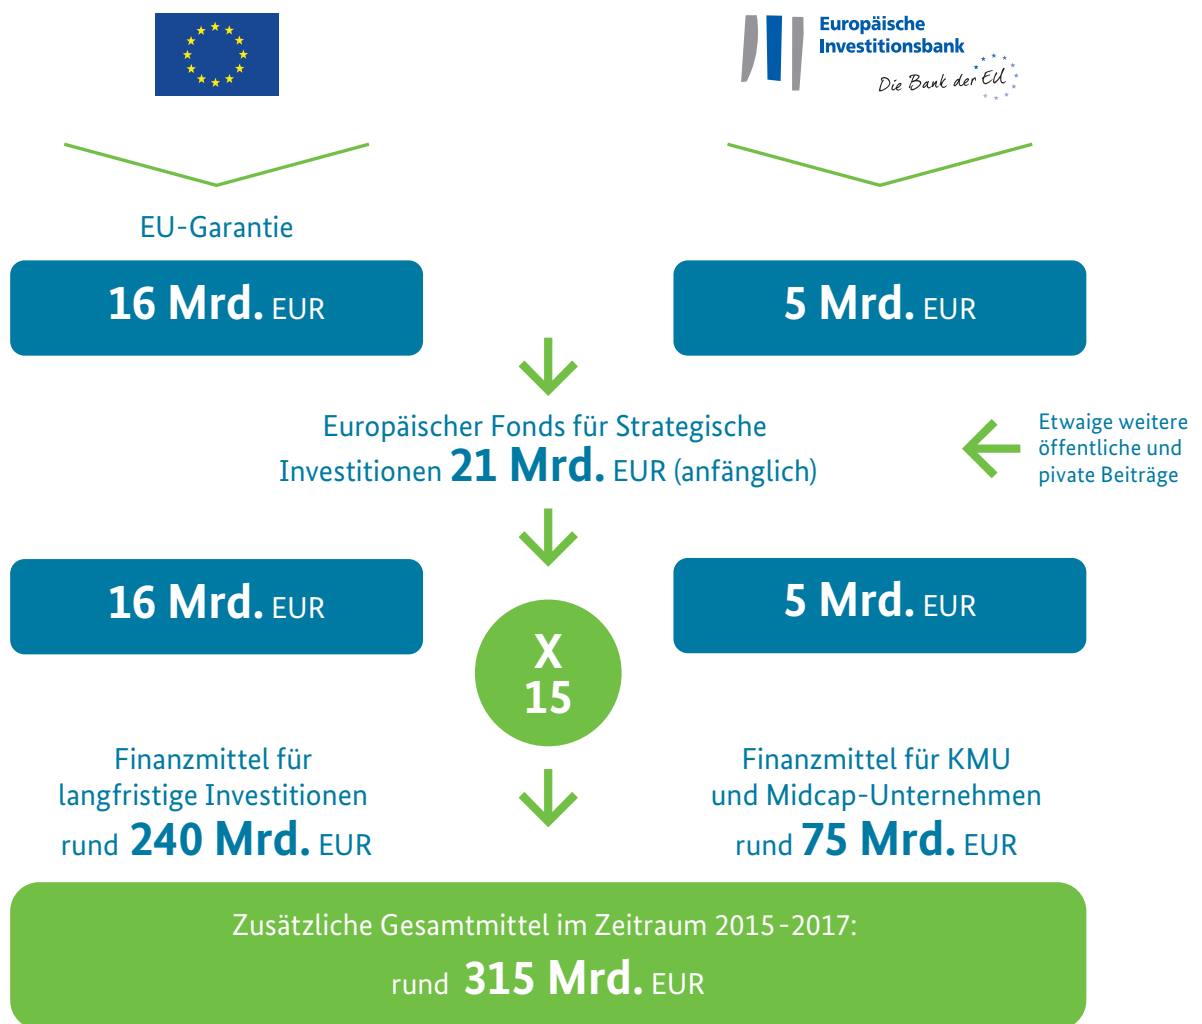 Europäische
Investitionsbank
Die Bank der EU
EU-Garantie
16 Mrd. EUR
5 Mrd. EUR
Europäischer Fonds für Strategische
Investitionen 21 Mrd. EUR (anfänglich)
Etwaige weitere
öffentliche und
pivate Beiträge
16 Mrd. EUR
5 Mrd. EUR
X
15
Finanzmittel für
langfristige Investitionen
rund 240 Mrd. EUR
Finanzmittel für KMU
und Midcap-Unternehmen
rund 75 Mrd. EUR
Zusätzliche Gesamtmittel im Zeitraum 2015-2017:
rund 315 Mrd. EUR